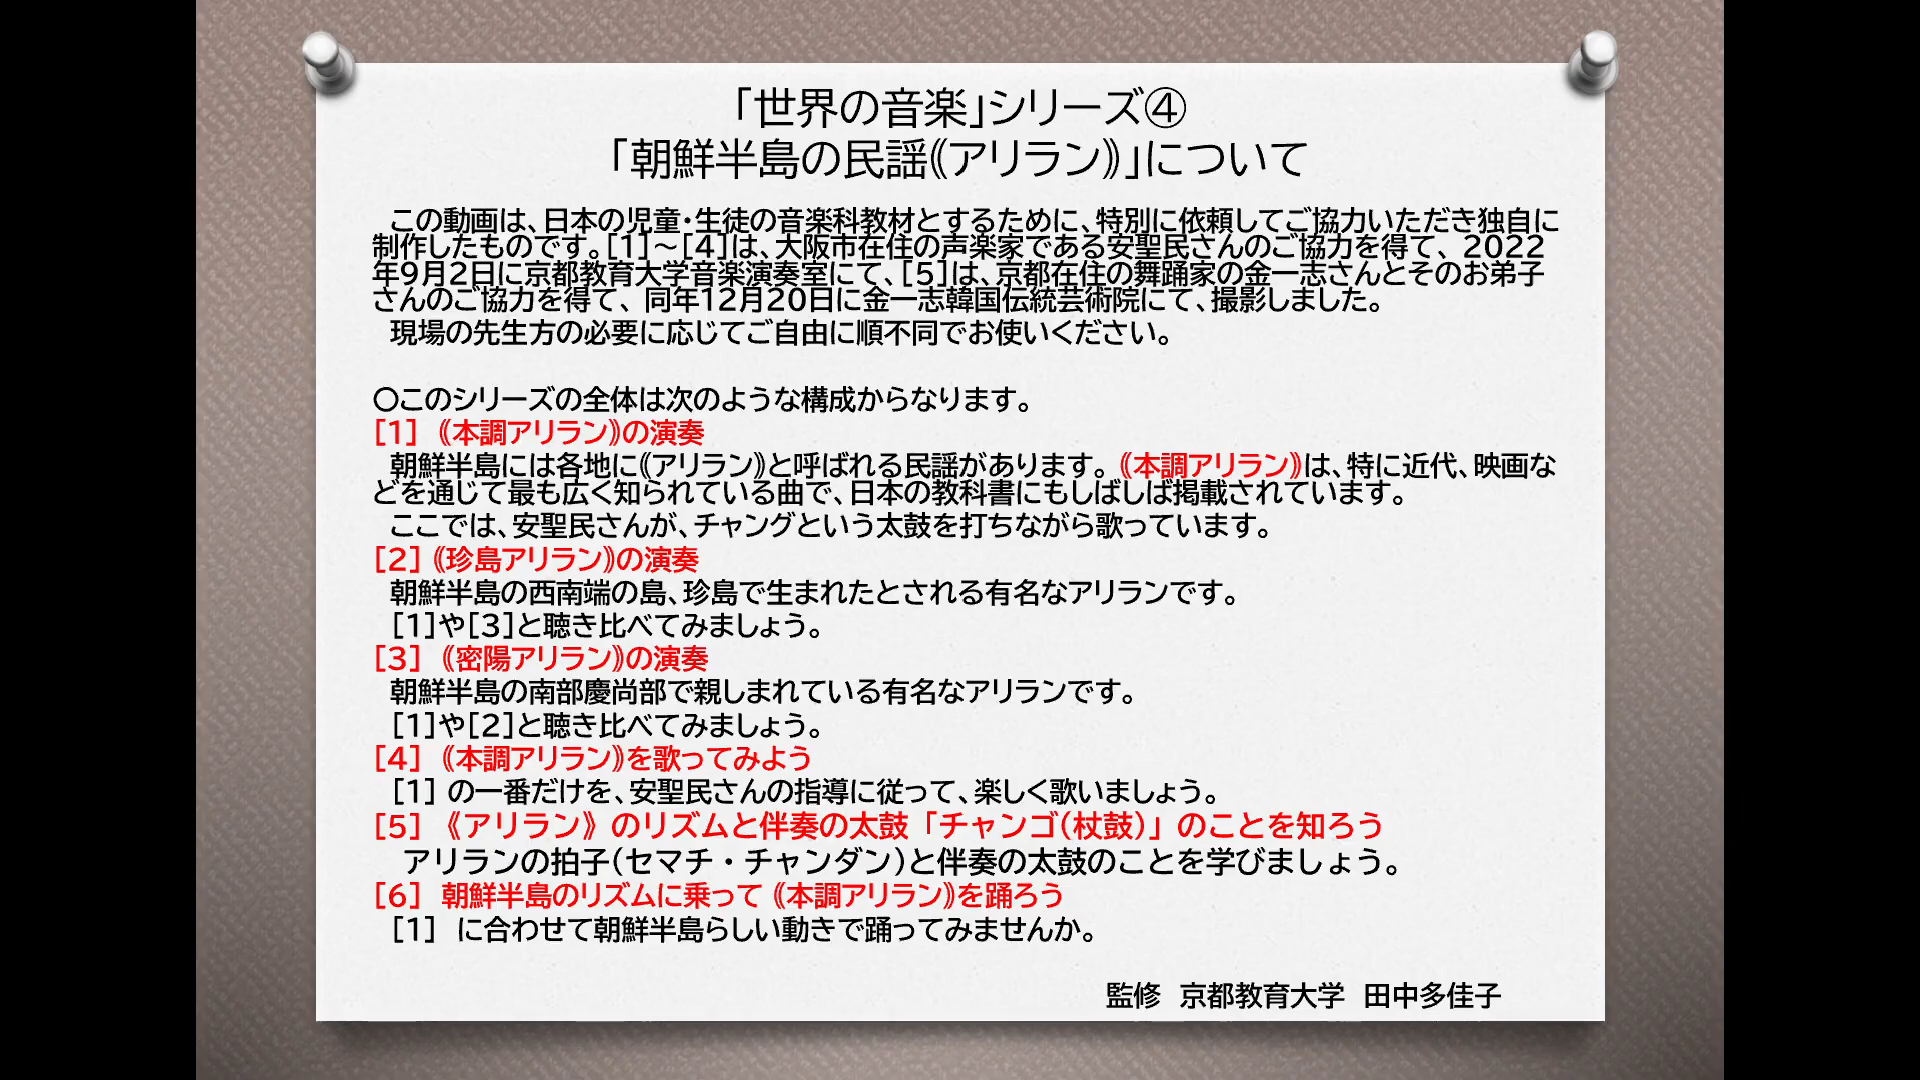 「世界の音楽」シリーズ④
「朝鮮半島の民謡《アリラン》」について
この動画は、日本の児童・生徒の音楽科教材とするために、特別に依頼してご協力いただき独自に
制作したものです。[1]～[4]は、大阪市在住の声楽家である安聖民さんのご協力を得て、2022
年9月2日に京都教育大学音楽演奏室にて、[5]は、京都在住の舞踊家の金一志さんとそのお弟子
さんのご協力を得て、同年12月20日に金一志韓国伝統芸術院にて、撮影しました。
現場の先生方の必要に応じてご自由に順不同でお使いください。
〇このシリーズの全体は次のような構成からなります。
[1] 《本調アリラン》の演奏
朝鮮半島には各地に《アリラン》と呼ばれる民謡があります。《本調アリラン》は、特に近代、映画な
どを通じて最も広く知られている曲で、日本の教科書にもしばしば掲載されています。
ここでは、安聖民さんが、チャングという太鼓を打ちながら歌っています。
[2] 《珍島アリラン》の演奏
朝鮮半島の西南端の島、珍島で生まれたとされる有名なアリランです。
[1]や[3]と聴き比べてみましょう。
[3] 《密陽アリラン》の演奏
朝鮮半島の南部慶尚部で親しまれている有名なアリランです。
[1]や[2]と聴き比べてみましょう。
[4] 《本調アリラン》を歌ってみよう
[1] の一番だけを、安聖民さんの指導に従って、楽しく歌いましょう。
[5] 《アリラン》のリズムと伴奏の太鼓「チャンゴ(杖鼓)」のことを知ろう
アリランの拍子(セマチ・チャンダン)と伴奏の太鼓のことを学びましょう。
[6] 朝鮮半島のリズムに乗って《本調アリラン》を踊ろう
[1] に合わせて朝鮮半島らしい動きで踊ってみませんか。
監修 京都教育大学 田中多佳子